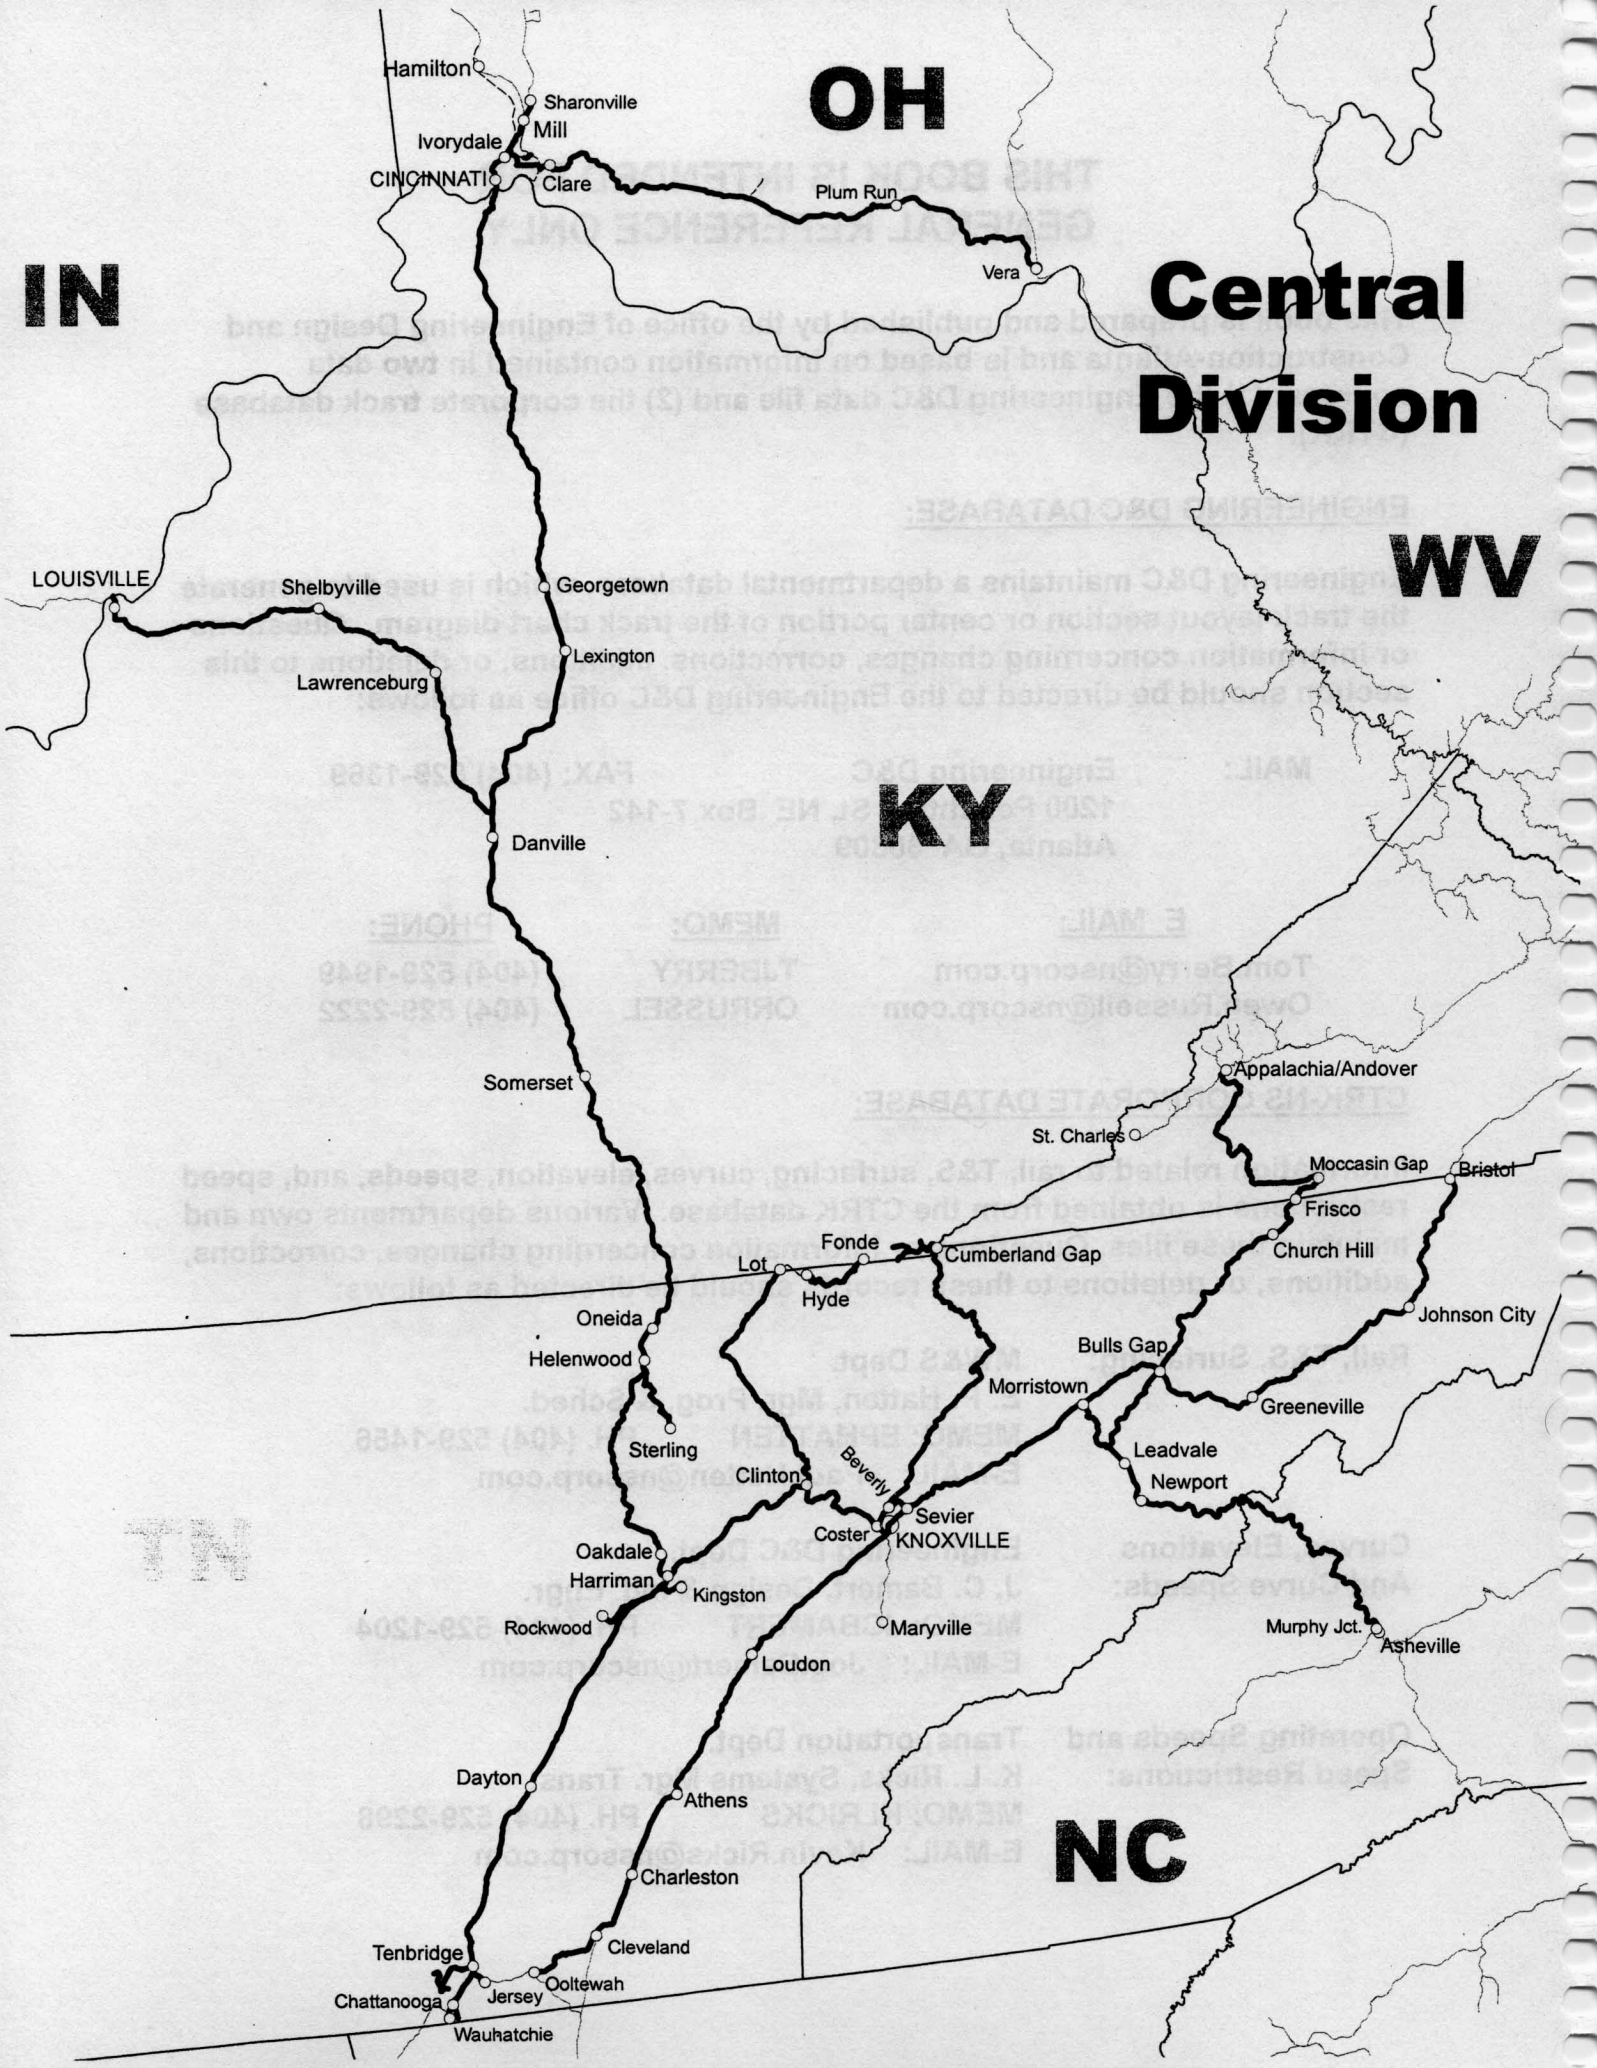 Hamilton
OH
Sharonville
Mill
Ivorydale
CINCINNATI
Clare
Plum Run
Vera
IN
Central
Division
WV
LOUISVILLE
Shelbyville
Georgetown
Lexington
Lawrenceburg
KY
Danville
Somerset
Appalachia/Andover
St. Charles
Moccasin Gap
Bristol
Frisco
Church Hill
Fonde
Cumberland Gap
Lot
Hyde
Oneida
Johnson City
Helenwood
Bulls Gap
Morristown
Greeneville
Sterling
Leadvale
Clinton
Beverly
Newport
Sevier
Coster
KNOXVILLE
TN
Oakdale
Harriman
Kingston
Rockwood
Maryville
Murphy Jct.
Asheville
Loudon
Dayton
Athens
NC
Charleston
Cleveland
Tenbridge
Ooltewah
Jersey
Chattanooga
Wauhatchie